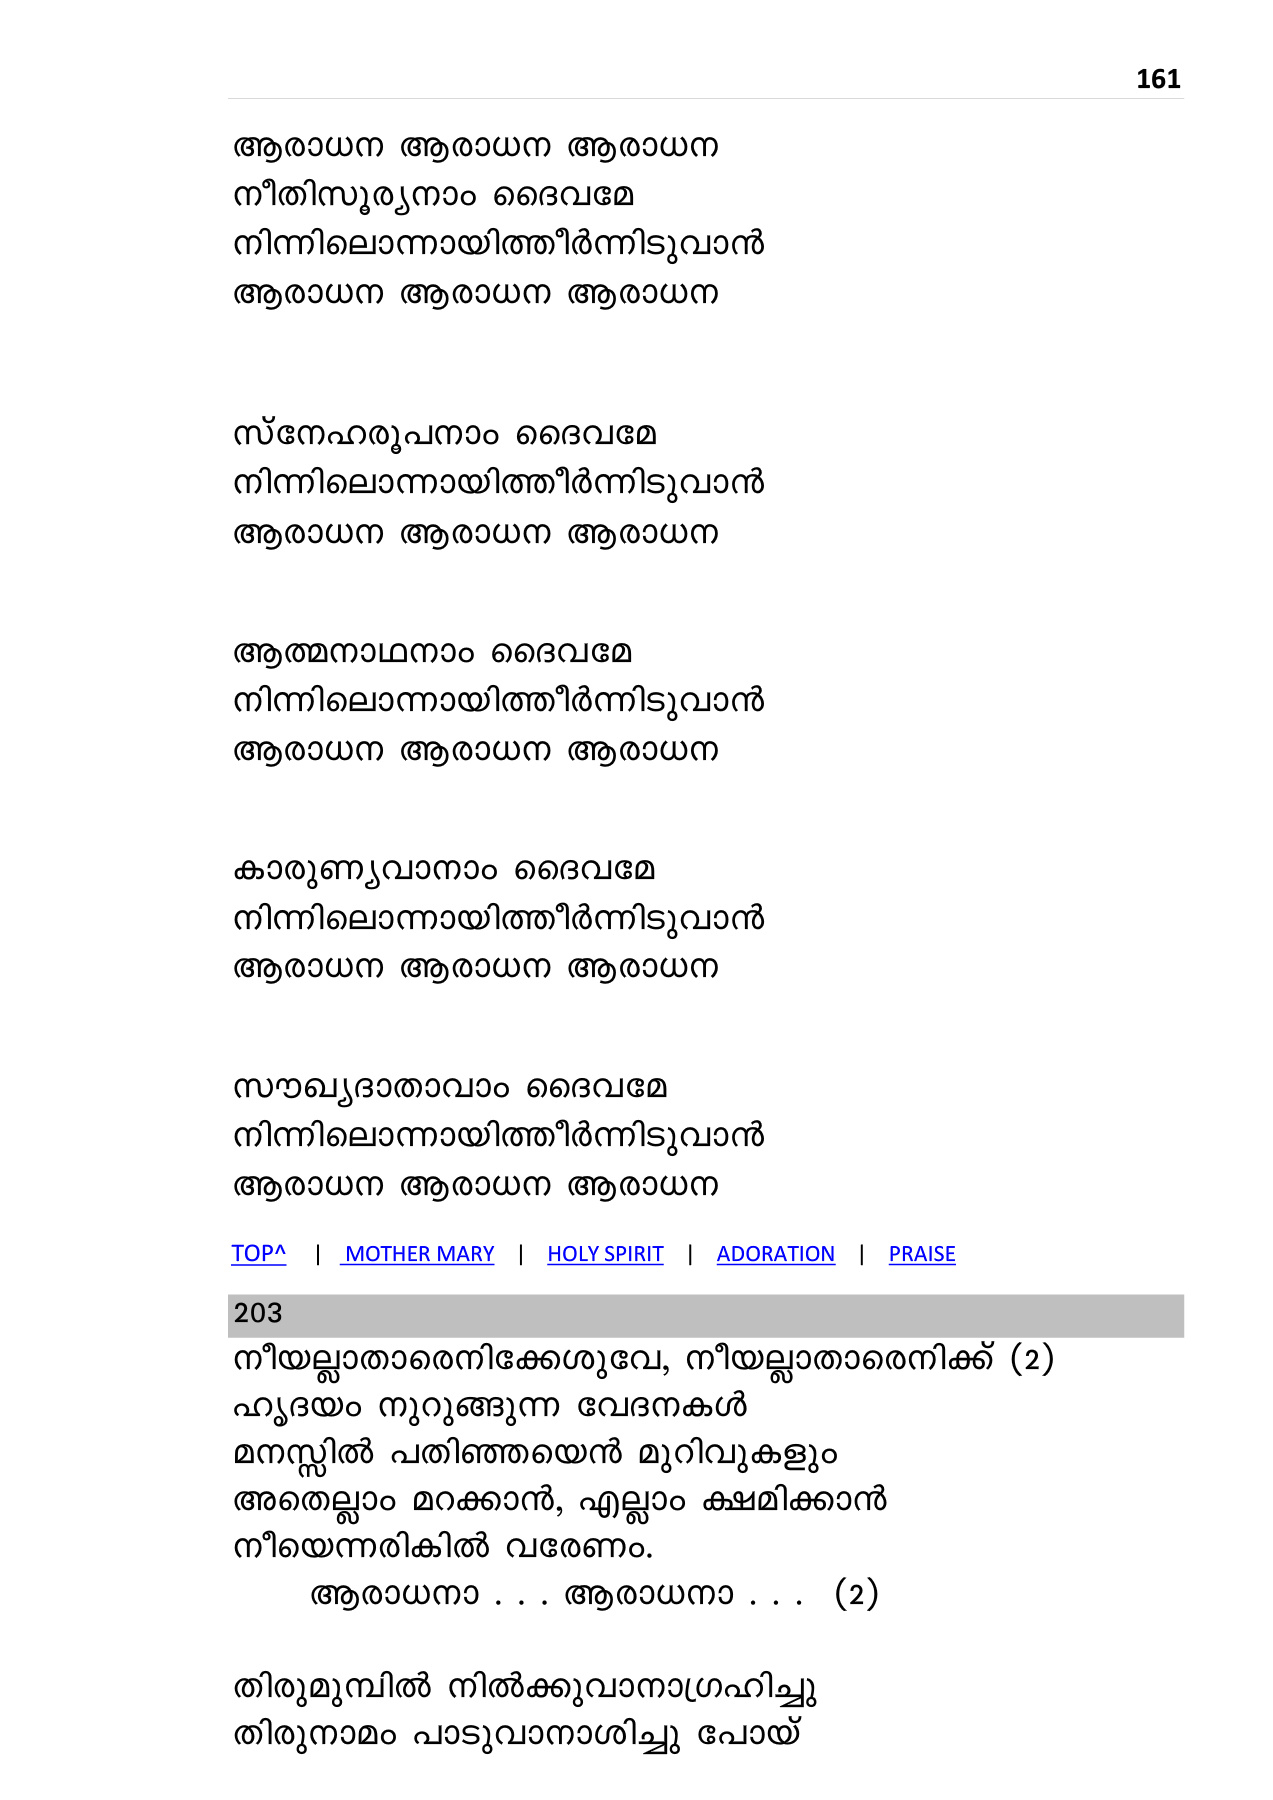 161
ആരാധന ആരാധന ആരാധന
നീതിസൂര്യനാം ദൈവമേ
നിന്നിലൊന്നായിത്തീർന്നിടുവാൻ
ആരാധന ആരാധന ആരാധന
സ്നേഹരൂപനാം ദൈവമേ
നിന്നിലൊന്നായിത്തീർന്നിടുവാൻ
ആരാധന ആരാധന ആരാധന
ആത്മനാഥനാം ദൈവമേ
നിന്നിലൊന്നായിത്തീർന്നിടുവാൻ
ആരാധന ആരാധന ആരാധന
കാരുണ്യവാനാം ദൈവമേ
നിന്നിലൊന്നായിത്തീർന്നിടുവാൻ
ആരാധന ആരാധന ആരാധന
സൗഖ്യദാതാവാം ദൈവമേ
നിന്നിലൊന്നായിത്തീർന്നിടുവാൻ
ആരാധന ആരാധന ആരാധന
TOP^ | MOTHER MARY | HOLY SPIRIT | ADORATION | PRAISE
203
നീയല്ലാതാരെനിക്കേശുവേ, നീയല്ലാതാരെനിക്ക് (2)
ഹൃദയം നുറുങ്ങുന്ന വേദനകൾ
മനസ്സിൽ പതിഞ്ഞയെൻ മുറിവുകളും
അതെല്ലാം മറക്കാൻ, എല്ലാം ക്ഷമിക്കാൻ
നീയെന്നരികിൽ വരേണം.
ആരാധനാ . . . ആരാധനാ . . . (2)
തിരുമുമ്പിൽ നിൽക്കുവാനാഗ്രഹിച്ചു
തിരുനാമം പാടുവാനാശിച്ചു പോയ്